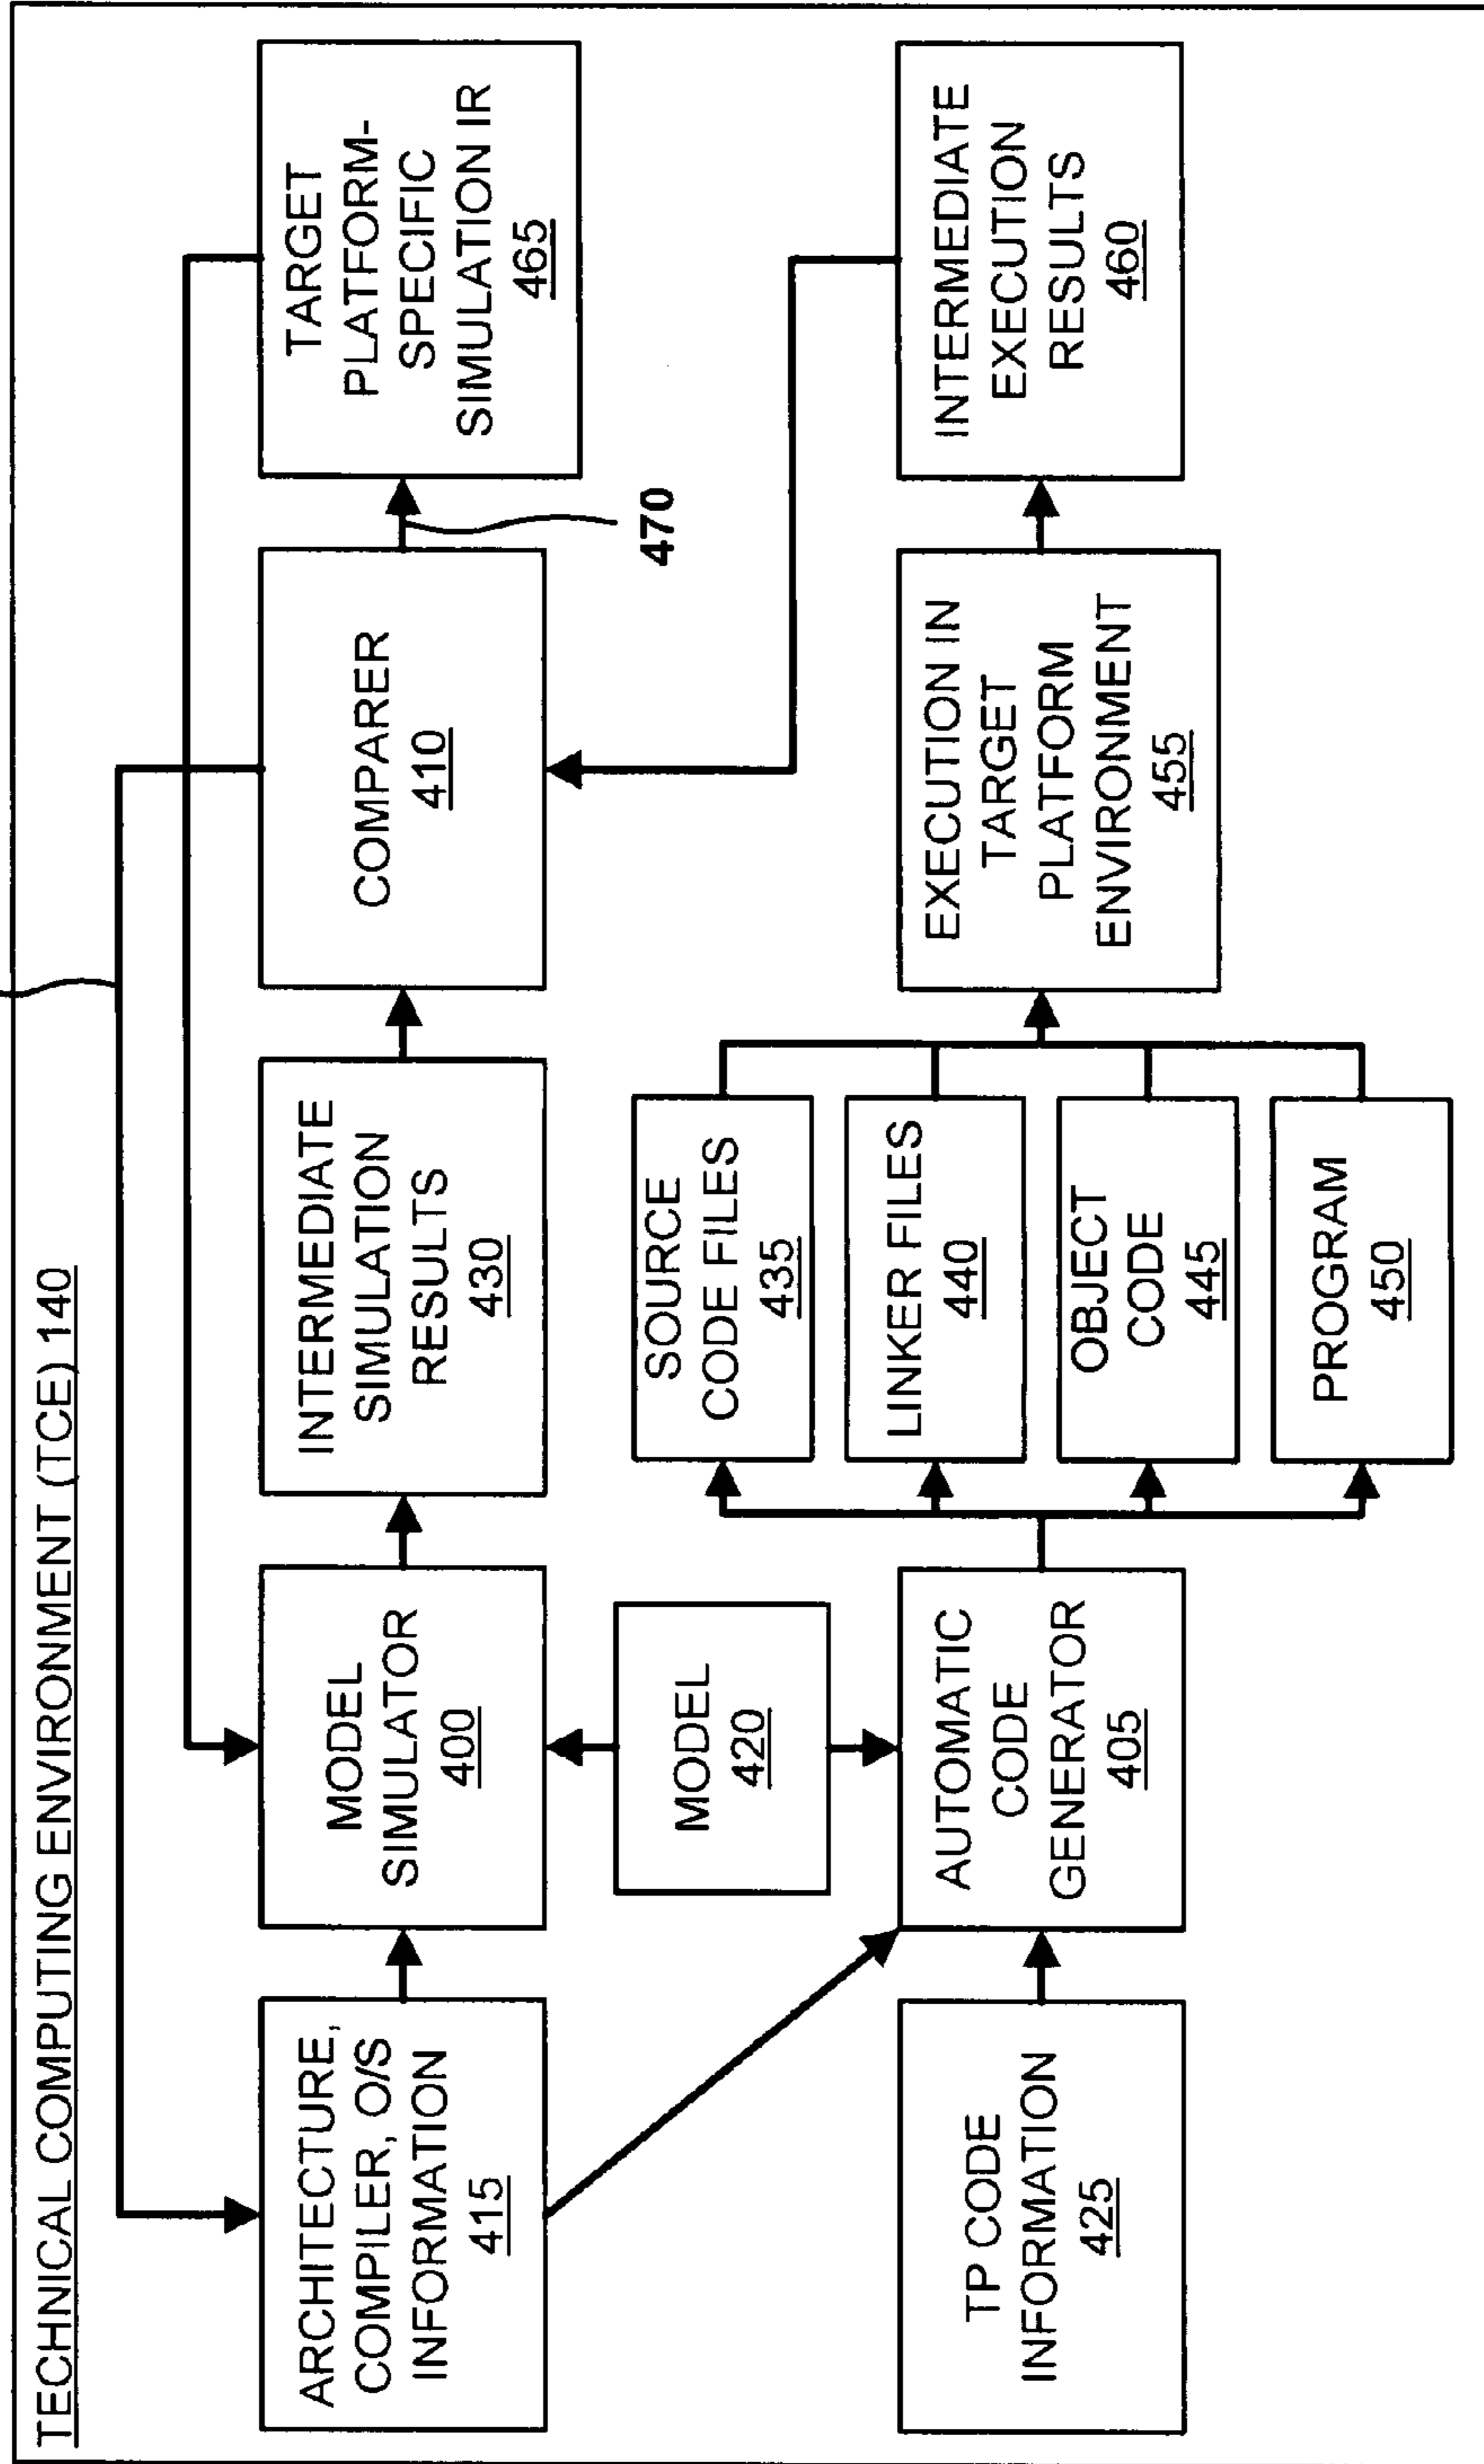 TECHNICAL COMPUTING ENVIRONMENT (TCE) 140
ARCHITECTURE,
COMPILER, O/S
INFORMATION
415
MODEL
SIMULATOR
400
INTERMEDIATE
SIMULATION
RESULTS
430
COMPARER
410
TARGET
PLATFORM-
SPECIFIC
SIMULATION IR
465
470
MODEL
420
TP CODE
INFORMATION
425
AUTOMATIC
CODE
GENERATOR
405
SOURCE
CODE FILES
435
LINKER FILES
440
OBJECT
CODE
445
PROGRAM
450
EXECUTION IN
TARGET
PLATFORM
ENVIRONMENT
455
INTERMEDIATE
EXECUTION
RESULTS
460